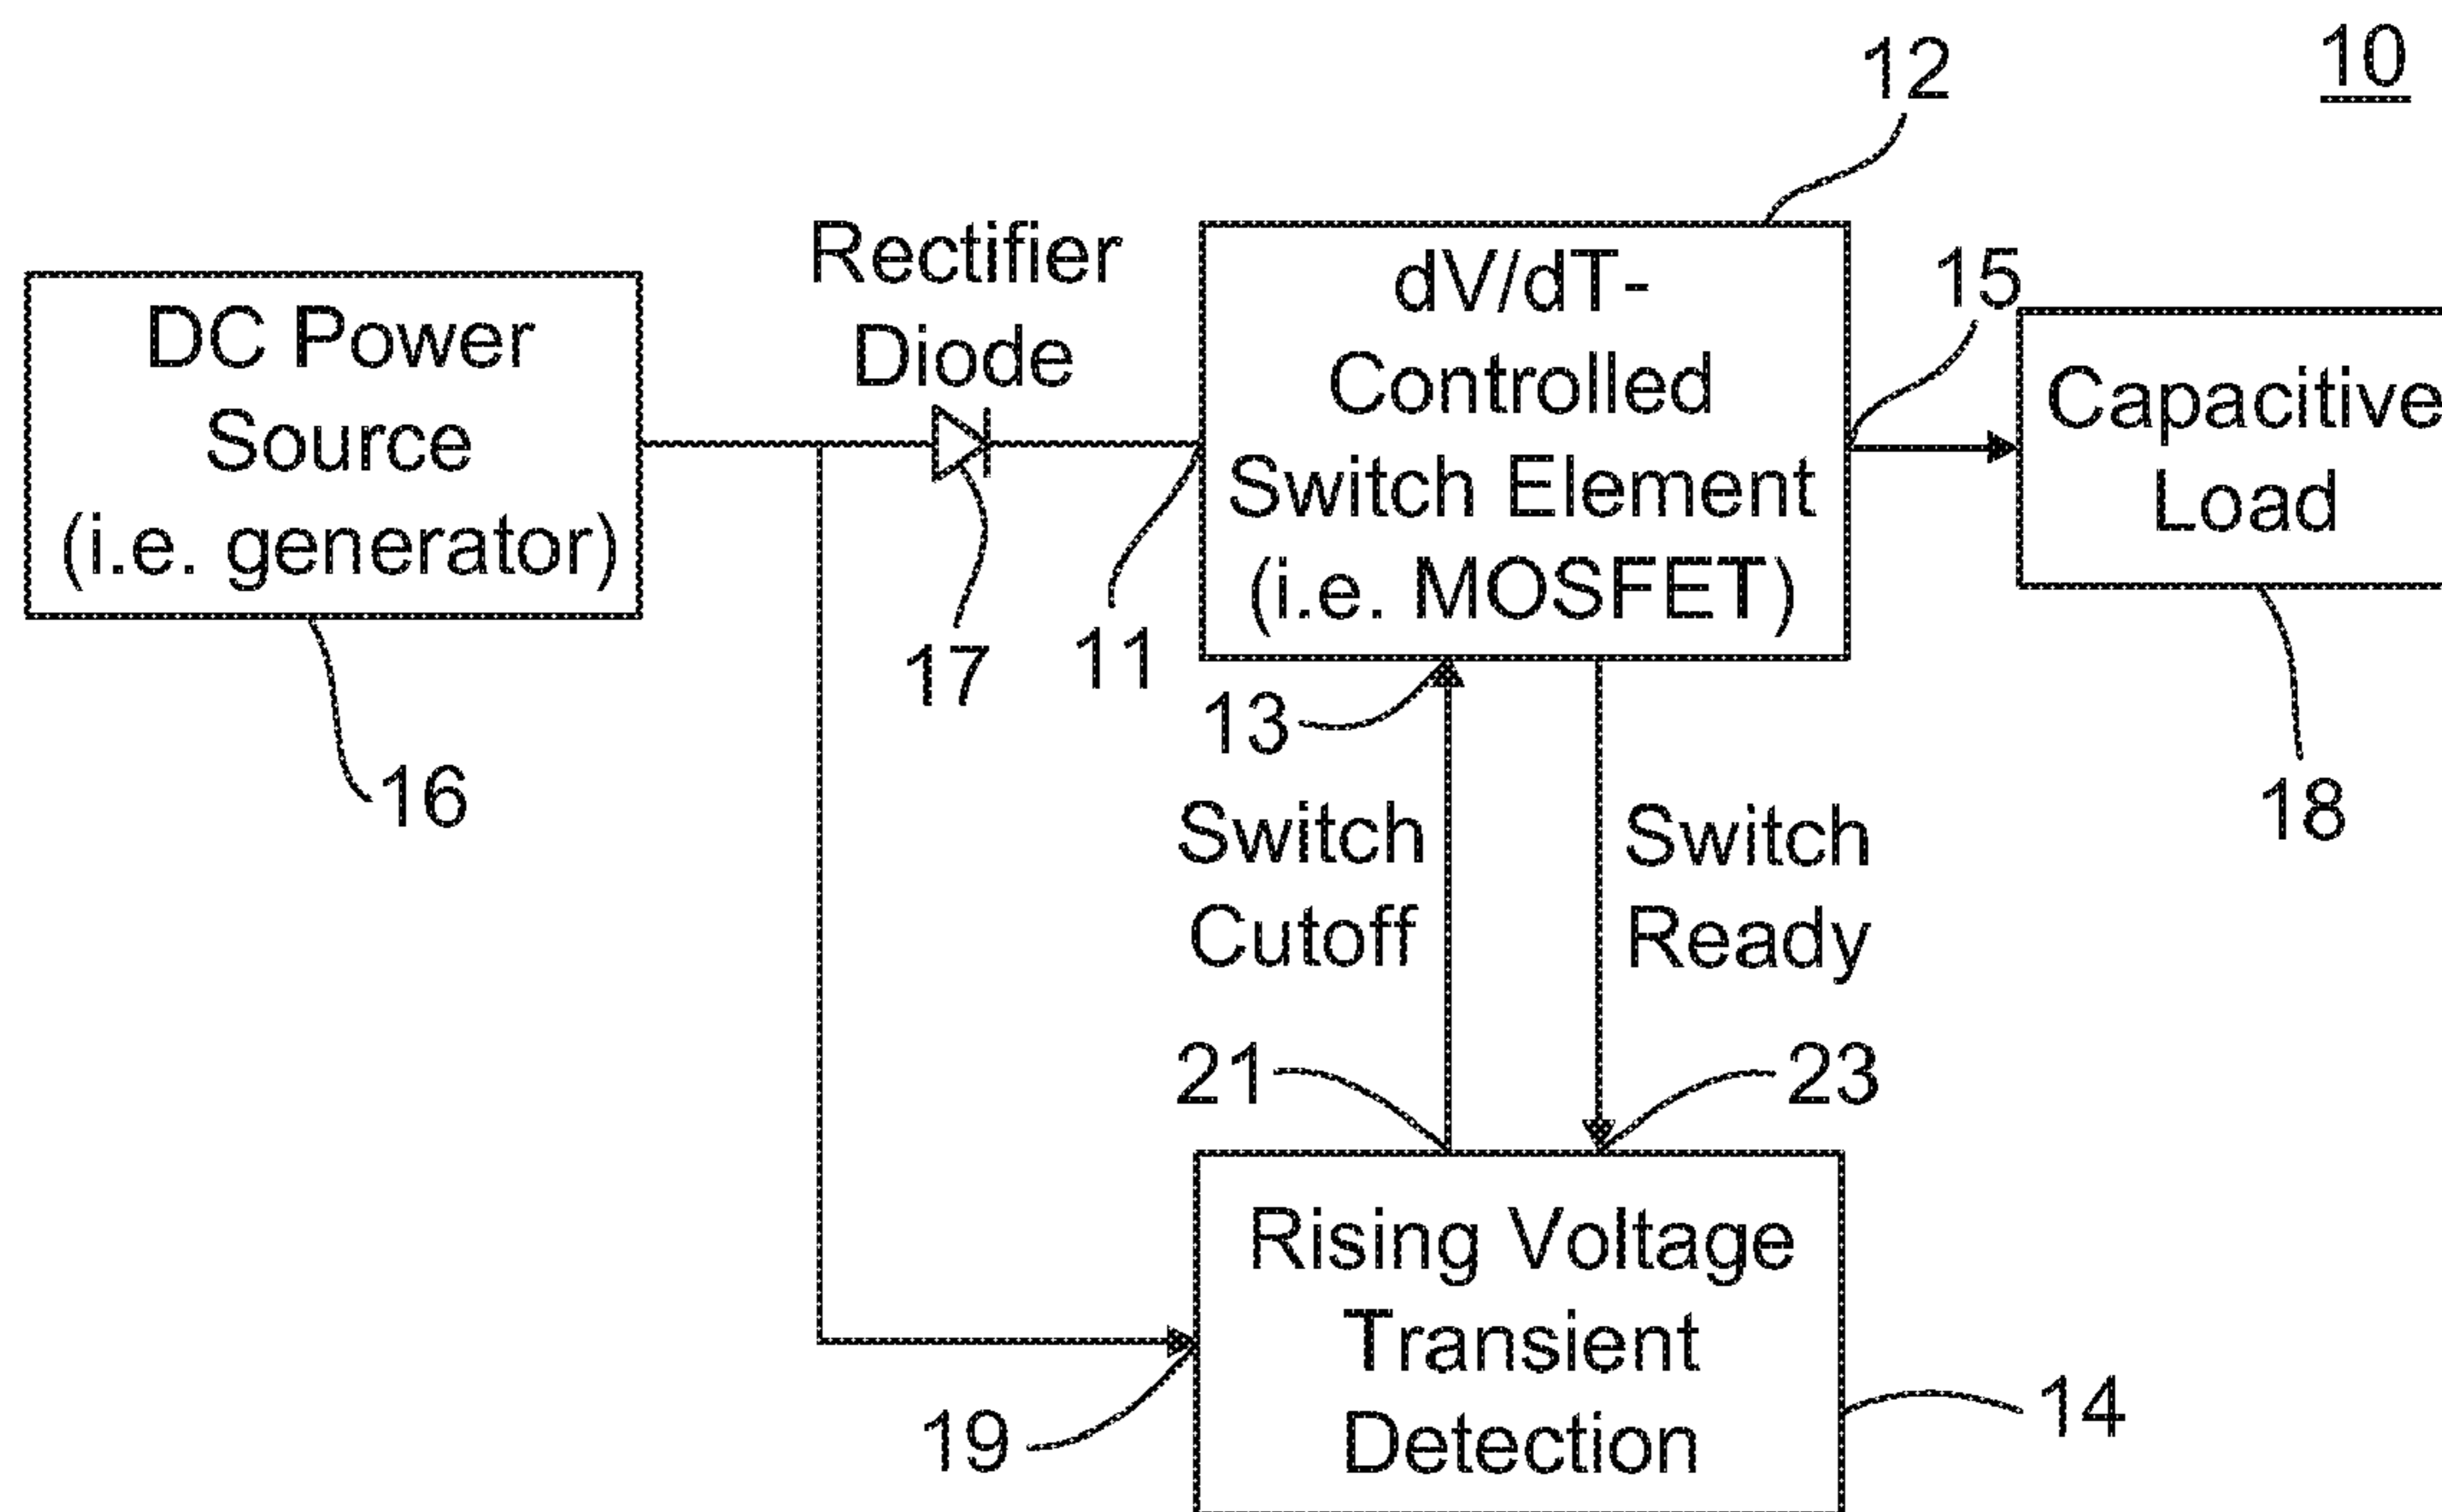 10
12
Rectifier
Diode
dV/dT-
Controlled
Switch Element
(i.e. MOSFET)
15
DC Power
Source
(i.e. generator)
Capacitive
Load
17
11
13
16
18
Switch
Cutoff
Switch
Ready
21
23
Rising Voltage
Transient
Detection
19
14